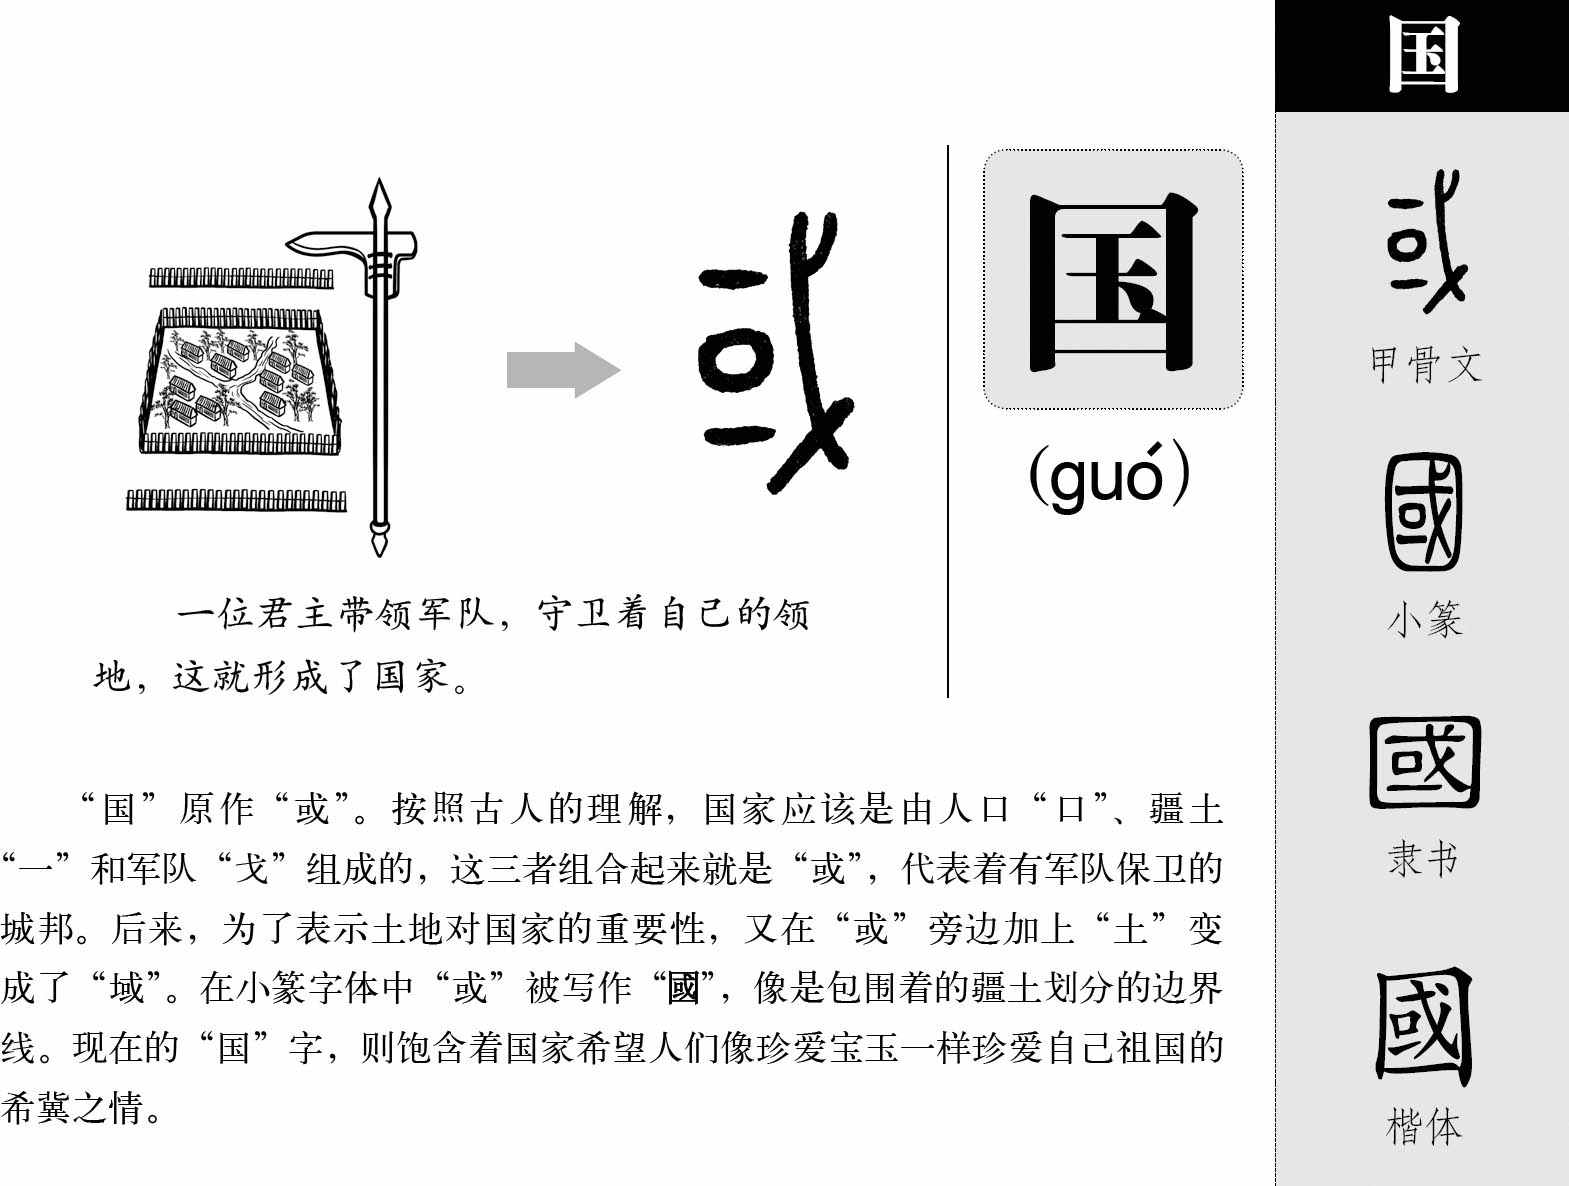 国
国
(guó)
一位君主带领军队，守卫着自己的领
地，这就形成了国家。
“国”原作“或”。按照古人的理解，国家应该是由人口“口”、疆土
“一”和军队“戈”组成的，这三者组合起来就是“或”，代表着有军队保卫的
城邦。后来，为了表示土地对国家的重要性，又在“或”旁边加上“土”变
成了“域”。在小篆字体中“或”被写作“國”，像是包围着的疆土划分的边界
线。现在的“国”字，则饱含着国家希望人们像珍爱宝玉一样珍爱自己祖国的
希冀之情。
或
甲骨文
國
小篆
國
隶书
國
楷体